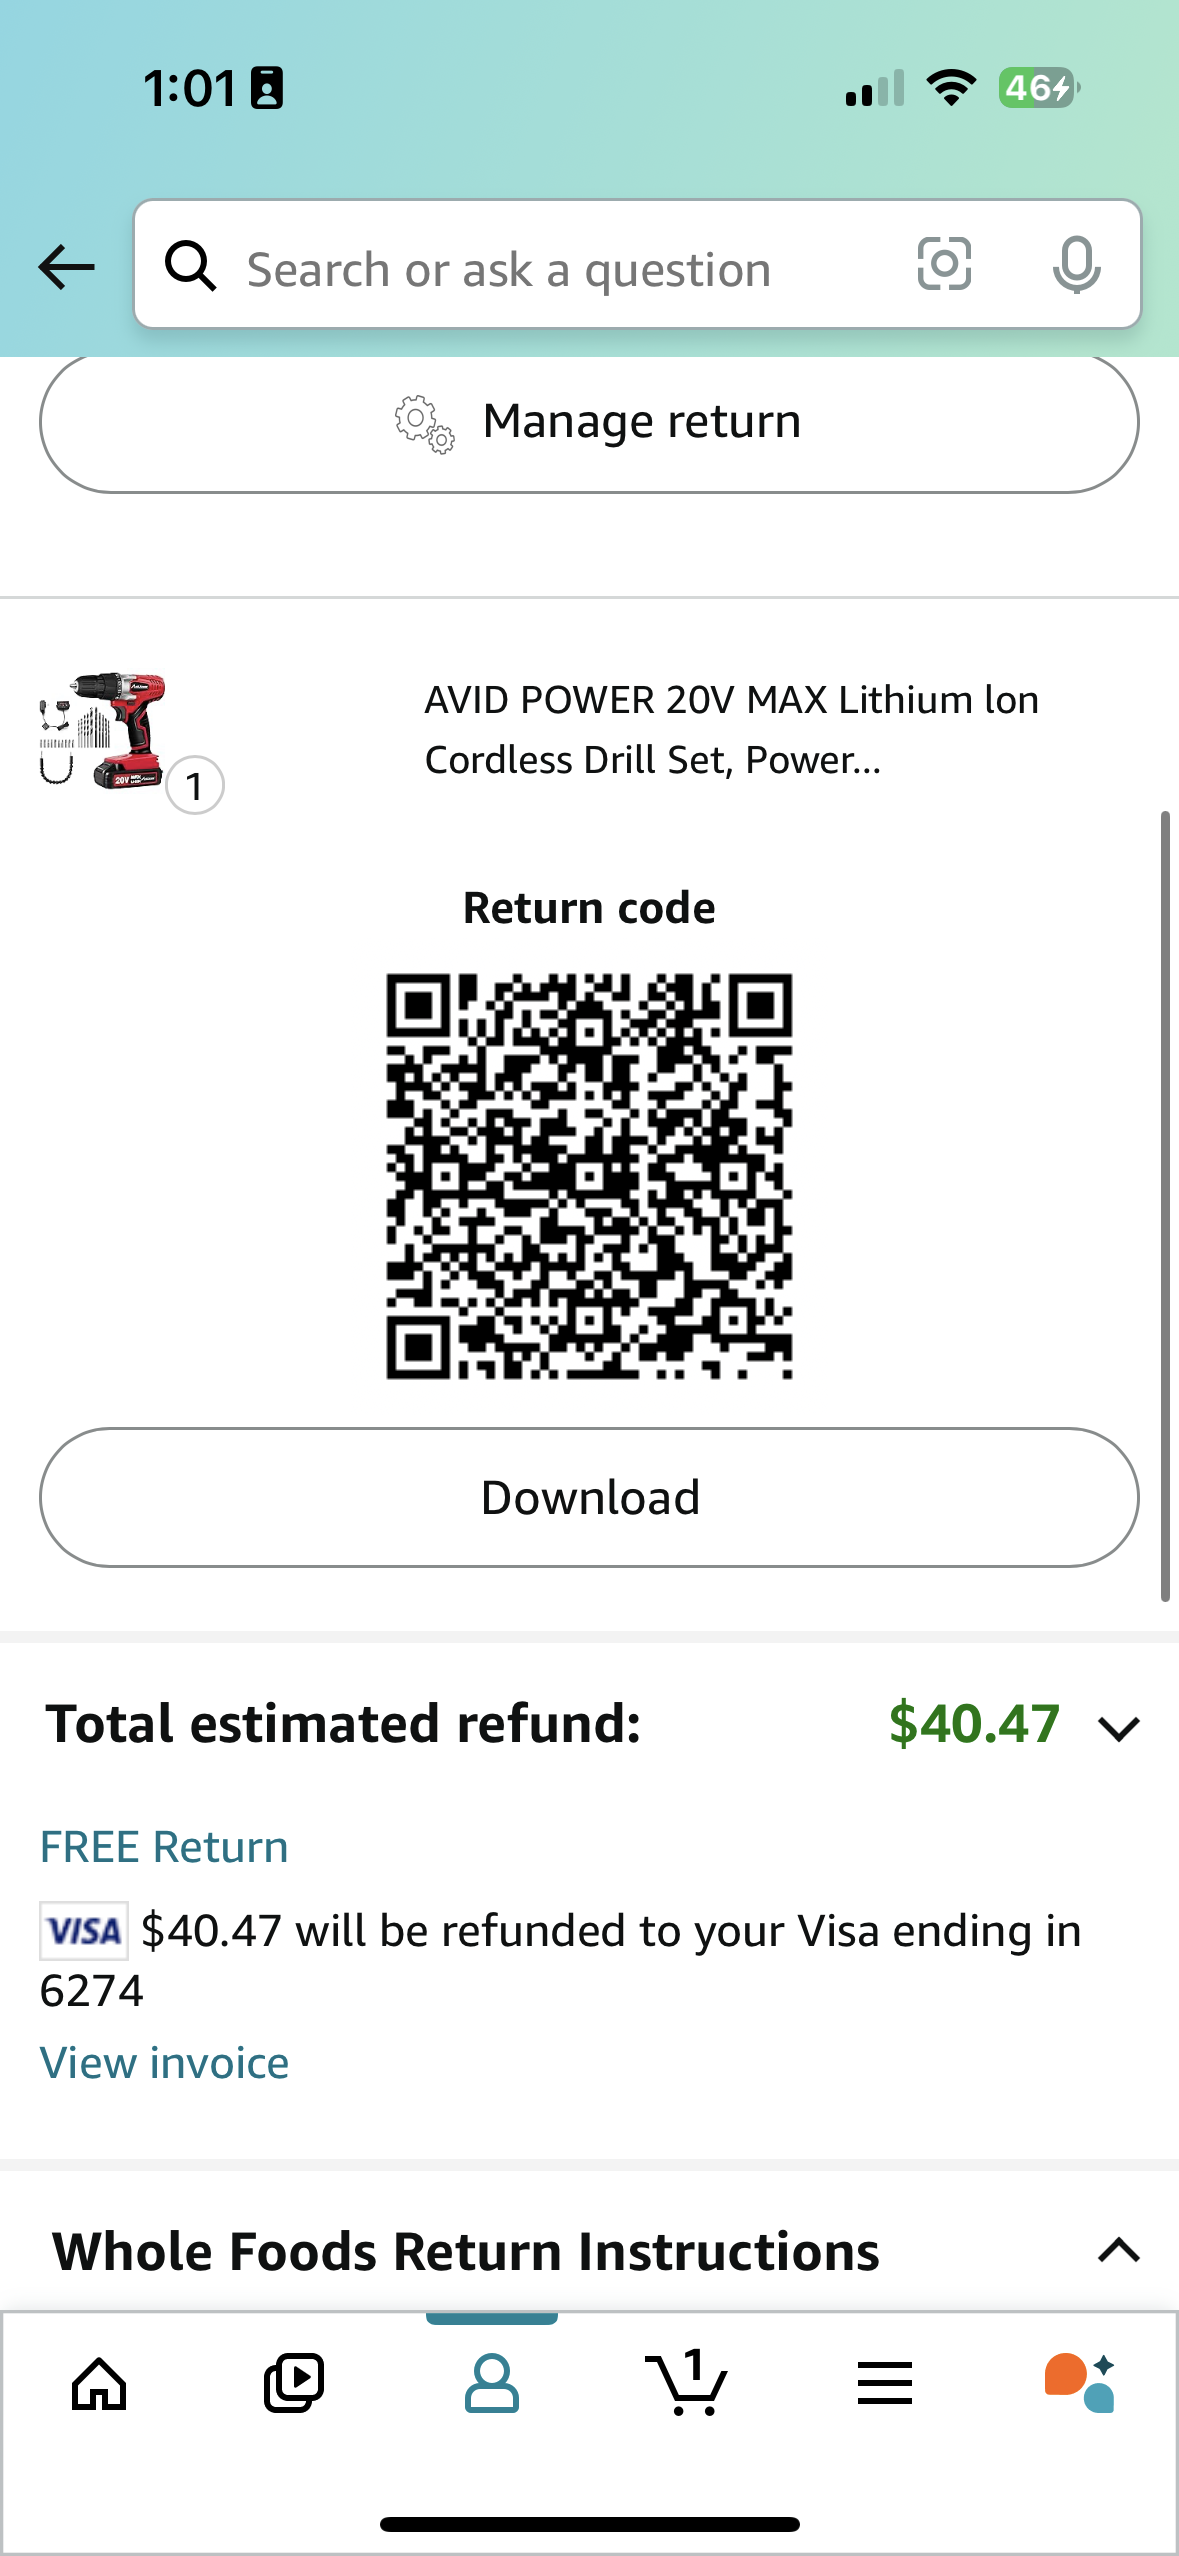 1:01
46
Search or ask a question
Manage return
AVID POWER 20V MAX Lithium lon
Cordless Drill Set, Power...
20V
1
Return code
Download
Total estimated refund: $40.47
FREE Return
VISA $40.47 will be refunded to your Visa ending in
6274
View invoice
Whole Foods Return Instructions
1